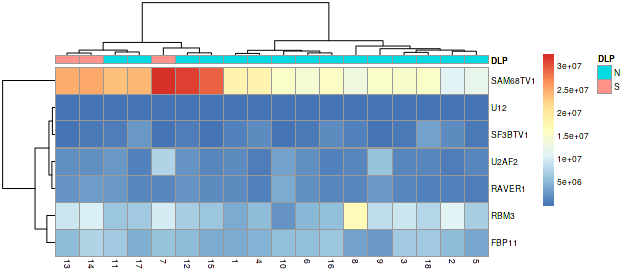 DLP
SAM68TV1
U12
SF3BTV1
U2AF2
RAVER1
RBM3
FBP11
13 14 11 17 7 12 15 1 4 10 6 16 8 9 3 18 2 5
3e+07
2.5e+07
2e+07
1.5e+07
1e+07
5e+06
DLP
N
S